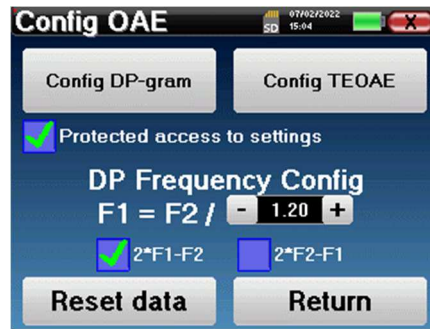 Config OAE
SD
07/02/2022
15:04
X
Config DP-gram
Config TEOAE
Protected access to settings
DP Frequency Config
F1 = F2 / - 1.20 +
2*F1-F2
2*F2-F1
Reset data
Return